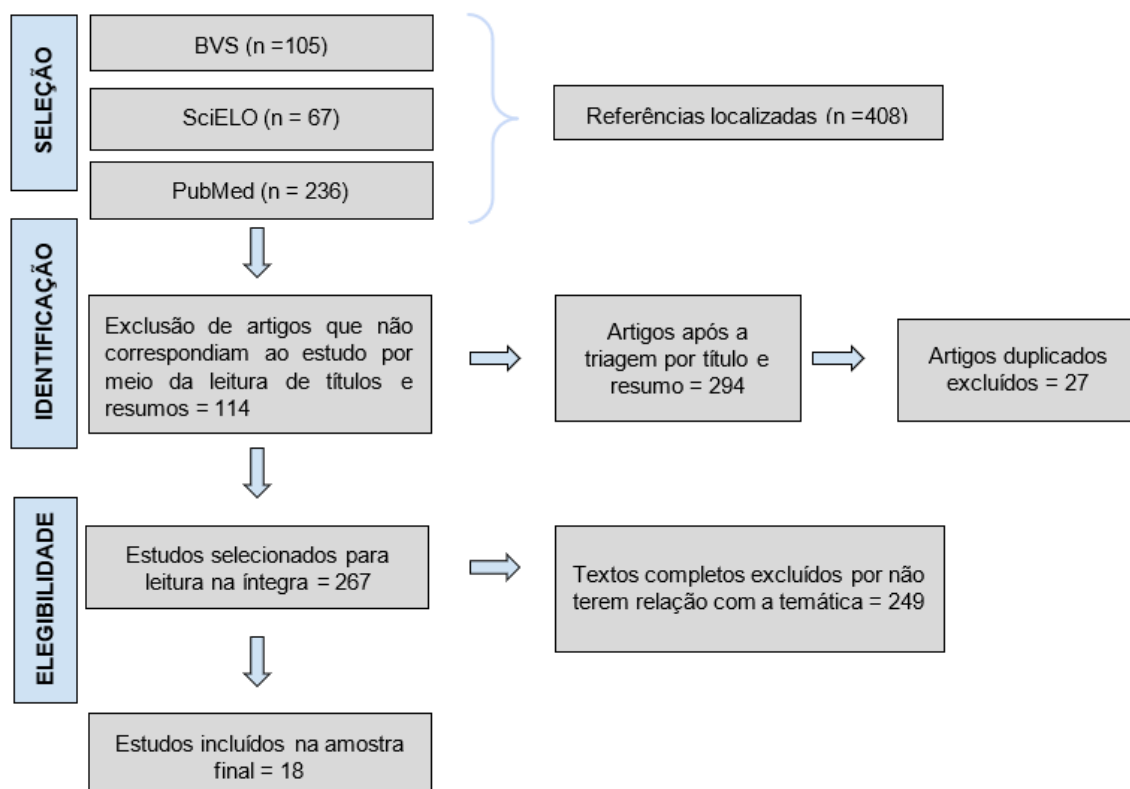 SELEÇÃO
BVS (n =105)
SciELO (n = 67)
PubMed (n = 236)
Referências localizadas (n =408)
IDENTIFICAÇÃO
Exclusão de artigos que não
correspondiam ao estudo por
meio da leitura de títulos e
resumos = 114
Artigos após a
triagem por título e
resumo = 294
Artigos duplicados
excluídos = 27
ELEGIBILIDADE
Estudos selecionados para
leitura na íntegra = 267
Textos completos excluídos por não
terem relação com a temática = 249
Estudos incluídos na amostra
final = 18